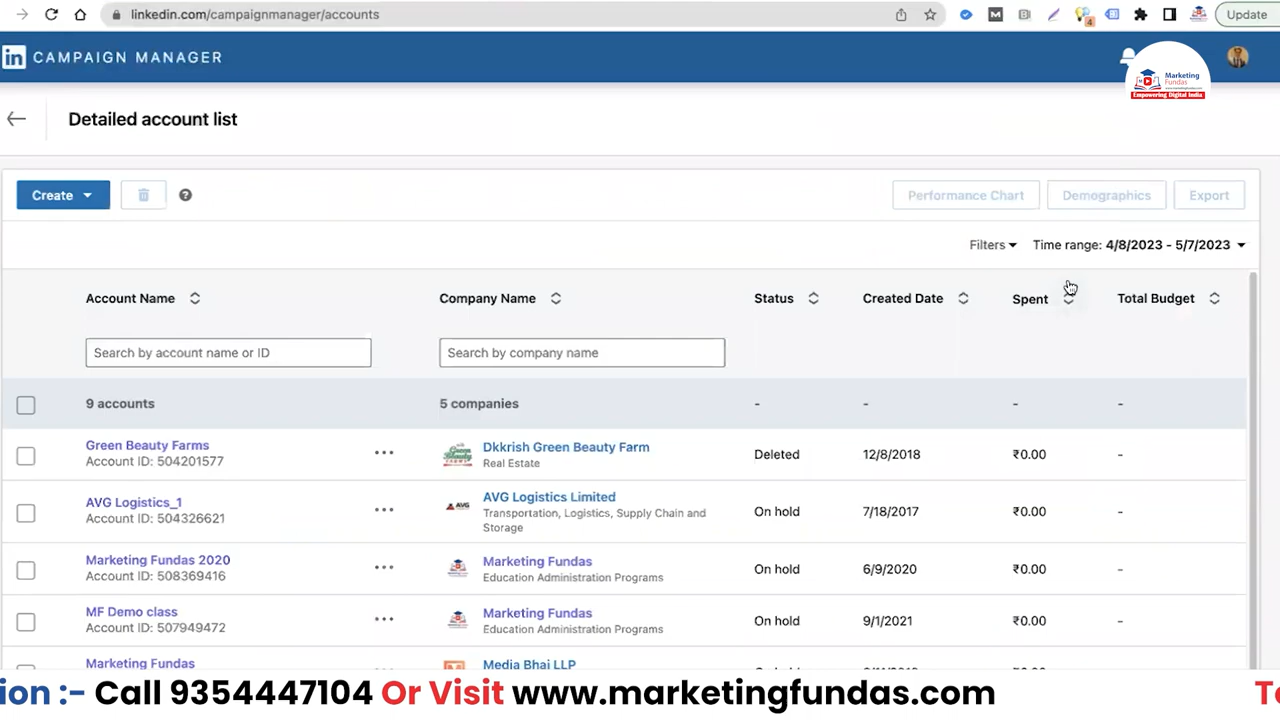 linkedin.com/campaignmanager/accounts
Update
in CAMPAIGN MANAGER
Marketing
Fundas
Empowering Digital India
Detailed account list
Create
Performance Chart
Demographics
Export
Filters
Time range: 4/8/2023 - 5/7/2023
Account Name
Company Name
Status
Created Date
Spent
Total Budget
Search by account name or ID
Search by company name
9 accounts
5 companies
-
-
-
-
Green Beauty Farms
Account ID: 504201577
Dkkrish Green Beauty Farm
Real Estate
Deleted
12/8/2018
₹0.00
-
AVG Logistics_1
Account ID: 504326621
AVG Logistics Limited
Transportation, Logistics, Supply Chain and
Storage
On hold
7/18/2017
₹0.00
-
Marketing Fundas 2020
Account ID: 508369416
Marketing Fundas
Education Administration Programs
On hold
6/9/2020
₹0.00
-
MF Demo class
Account ID: 507949472
Marketing Fundas
Education Administration Programs
On hold
9/1/2021
₹0.00
-
Marketing Fundas
Media Bhai LLP
ion :- Call 9354447104 Or Visit www.marketingfundas.com